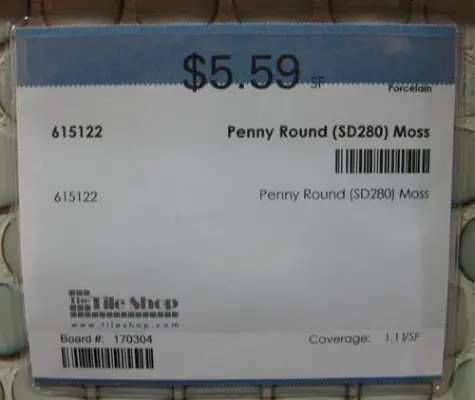 $5.59 SF
Porcelain
615122 Penny Round (SD280) Moss
615122 Penny Round (SD280) Moss
The Tile Shop
www.tileshop.com
Board #: 170304 Coverage: 1.11/SF